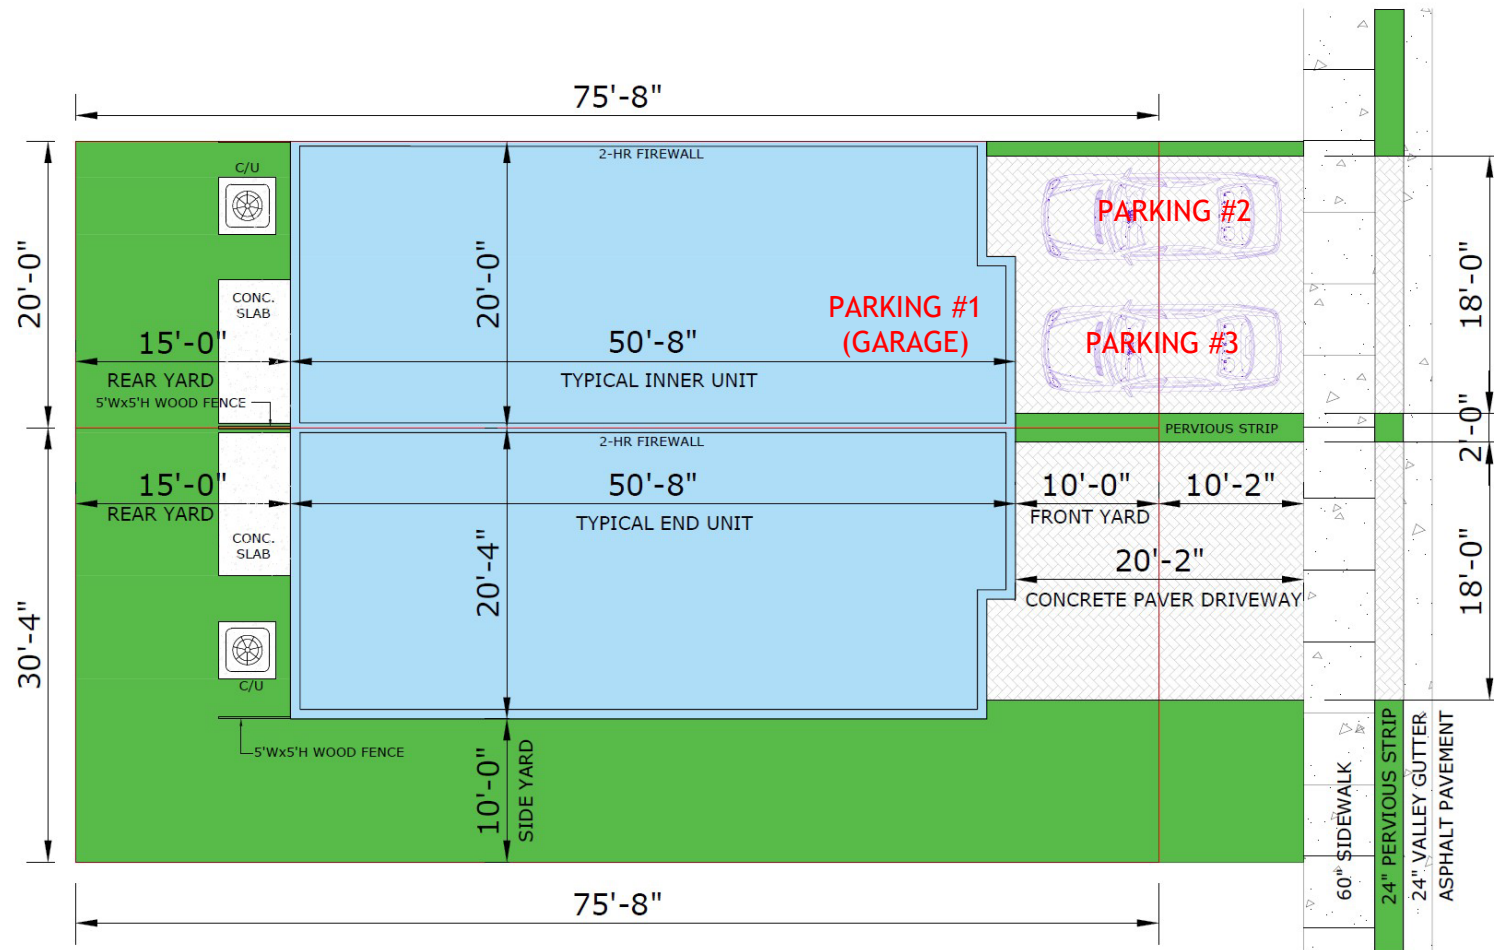 75'-8"
2-HR FIREWALL
C/U
PARKING #2
20'-0"
20'-0"
18'-0"
CONC.
SLAB
PARKING #1
(GARAGE)
PARKING #3
15'-0"
50'-8"
REAR YARD
TYPICAL INNER UNIT
5'Wx5'H WOOD FENCE
2'-0"
PERVIOUS STRIP
2-HR FIREWALL
15'-0"
50'-8"
10'-0"
10'-2"
REAR YARD
TYPICAL END UNIT
FRONT YARD
CONC.
SLAB
20'-4"
20'-2"
18'-0"
CONCRETE PAVER DRIVEWAY
30'-4"
C/U
5'Wx5'H WOOD FENCE
10'-0"
SIDE YARD
60" SIDEWALK
24" PERVIOUS STRIP
24" VALLEY GUTTER
ASPHALT PAVEMENT
75'-8"